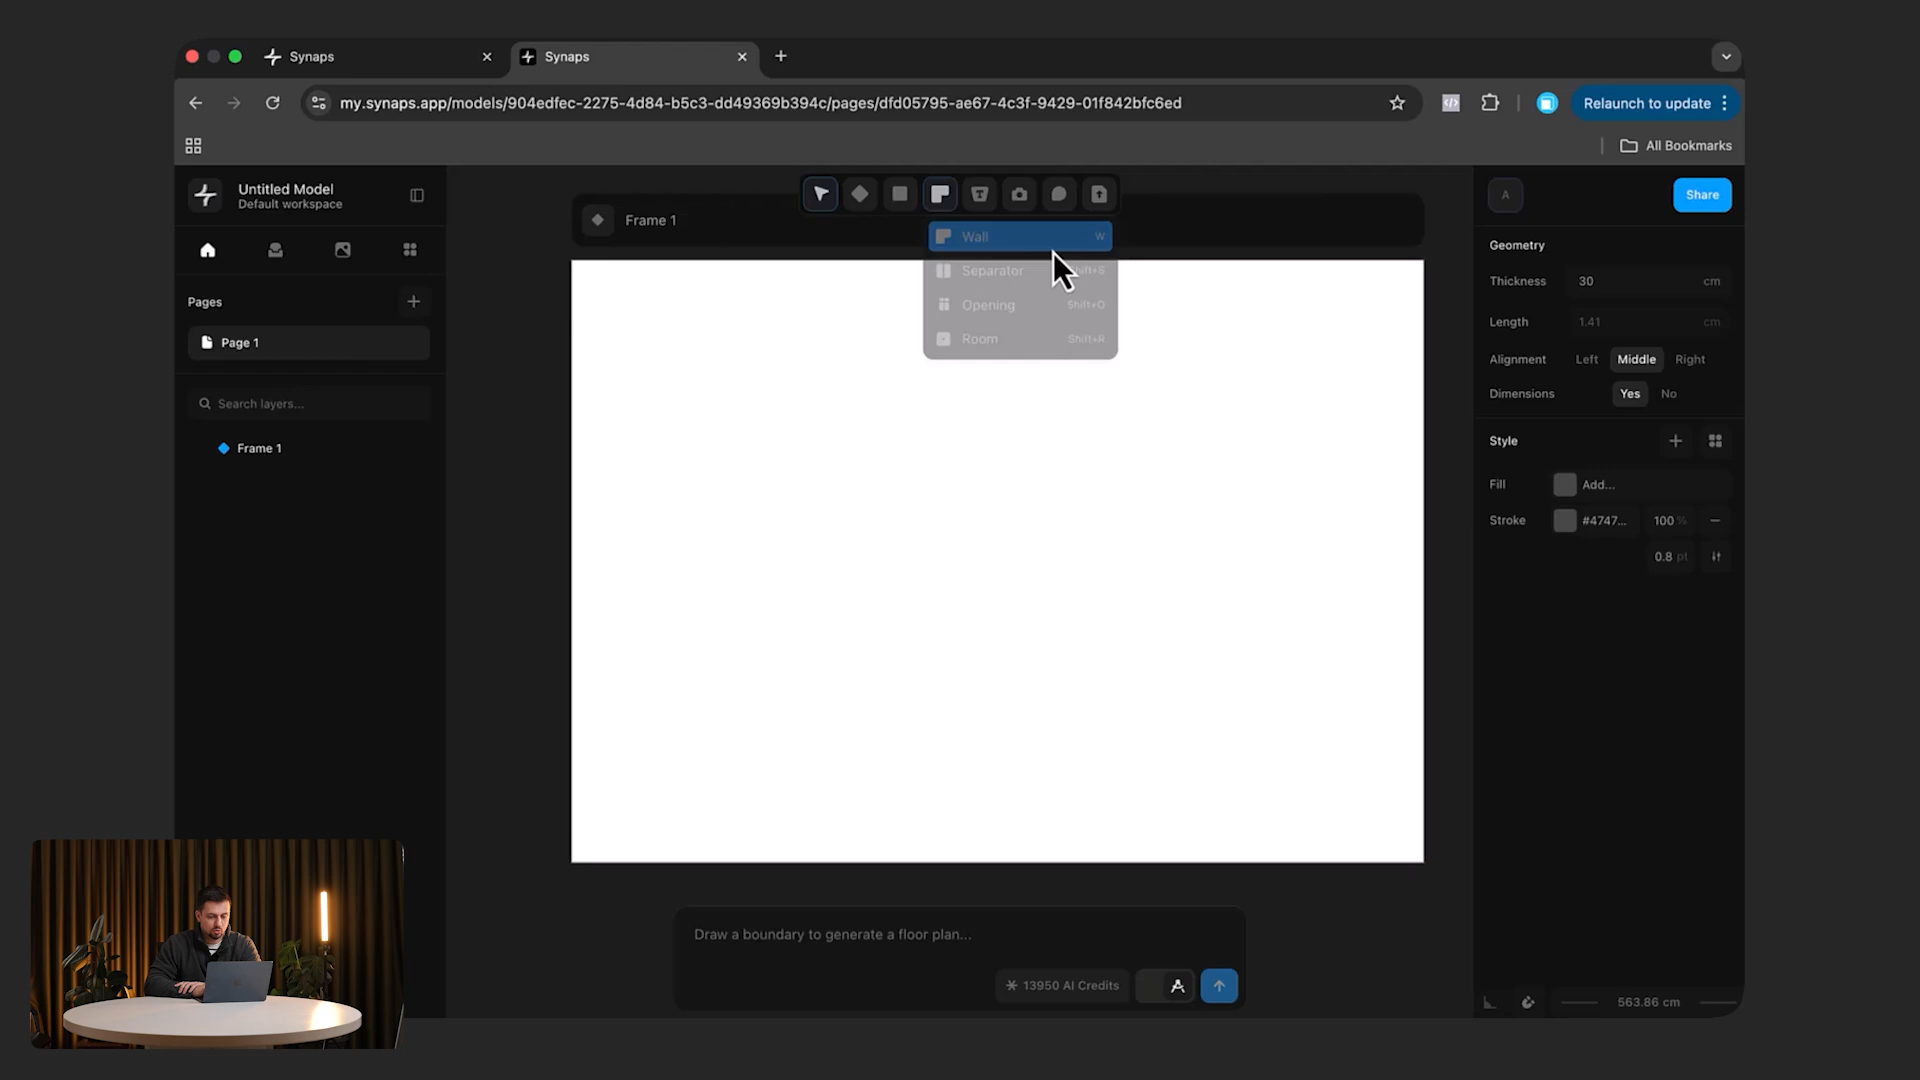 Synaps
Synaps
my.synaps.app/models/904edfec-2275-4d84-b5c3-dd49369b394c/pages/dfd05795-ae67-4c3f-9429-01f842bfc6ed
Relaunch to update
All Bookmarks
Untitled Model
Default workspace
Frame 1
A
Share
Wall W
Separator
Opening Shift+O
Room Shift+R
Pages
Page 1
Search layers...
Frame 1
Geometry
Thickness 30 cm
Length 1.41 cm
Alignment Left Middle Right
Dimensions Yes No
Style
Fill Add...
Stroke #4747... 100 %
0.8 pt
Draw a boundary to generate a floor plan...
13950 AI Credits
563.86 cm